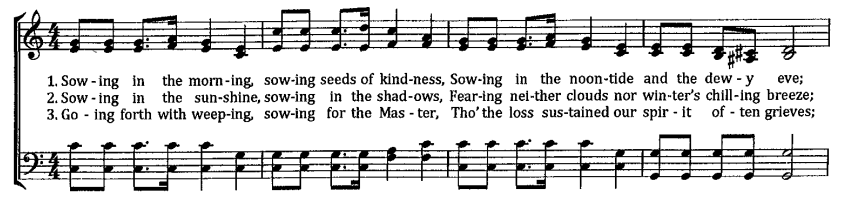 1. Sow - ing in the morn - ing, sow - ing seeds of kind - ness, Sow - ing in the noon - tide and the dew - y eve;
2. Sow - ing in the sun - shine, sow - ing in the shad - ows, Fear - ing nei - ther clouds nor win - ter's chill - ing breeze;
3. Go - ing forth with weep - ing, sow - ing for the Mas - ter, Tho' the loss sus - tained our spir - it of - ten grieves;